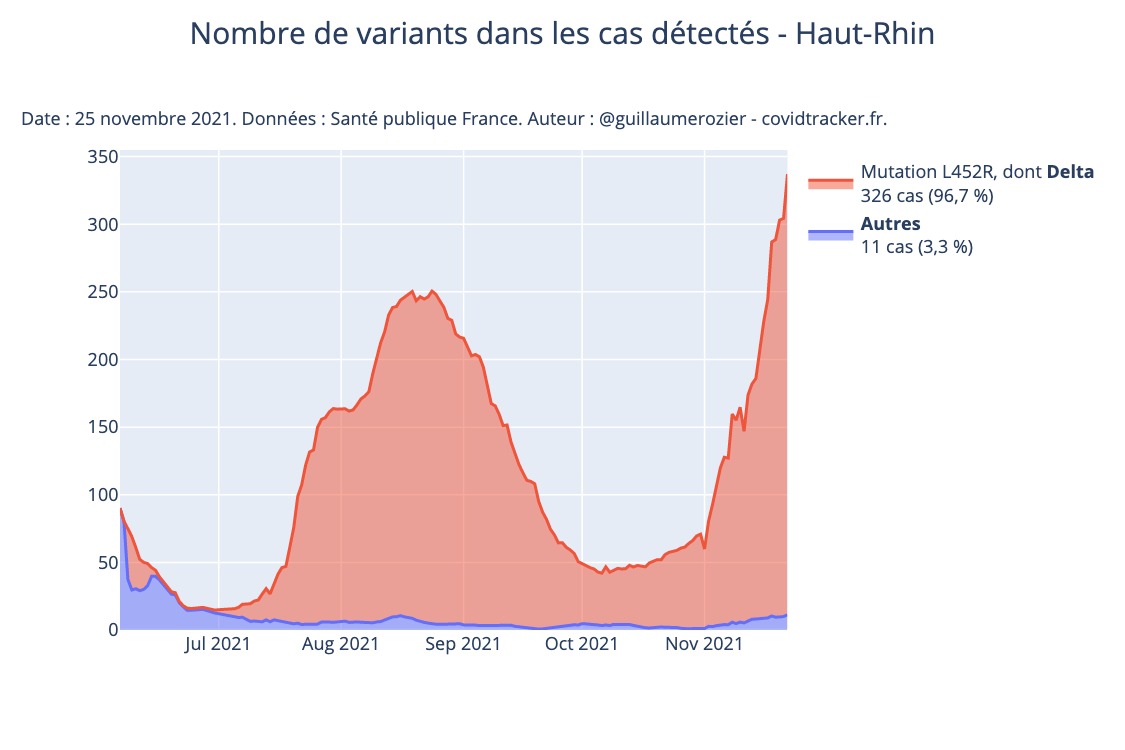 Nombre de variants dans les cas détectés - Haut-Rhin
Date : 25 novembre 2021. Données : Santé publique France. Auteur : @guillaumerozier - covidtracker.fr.
350
300
250
200
150
100
50
0
Jul 2021
Aug 2021
Sep 2021
Oct 2021
Nov 2021
Mutation L452R, dont Delta
326 cas (96,7 %)
Autres
11 cas (3,3 %)